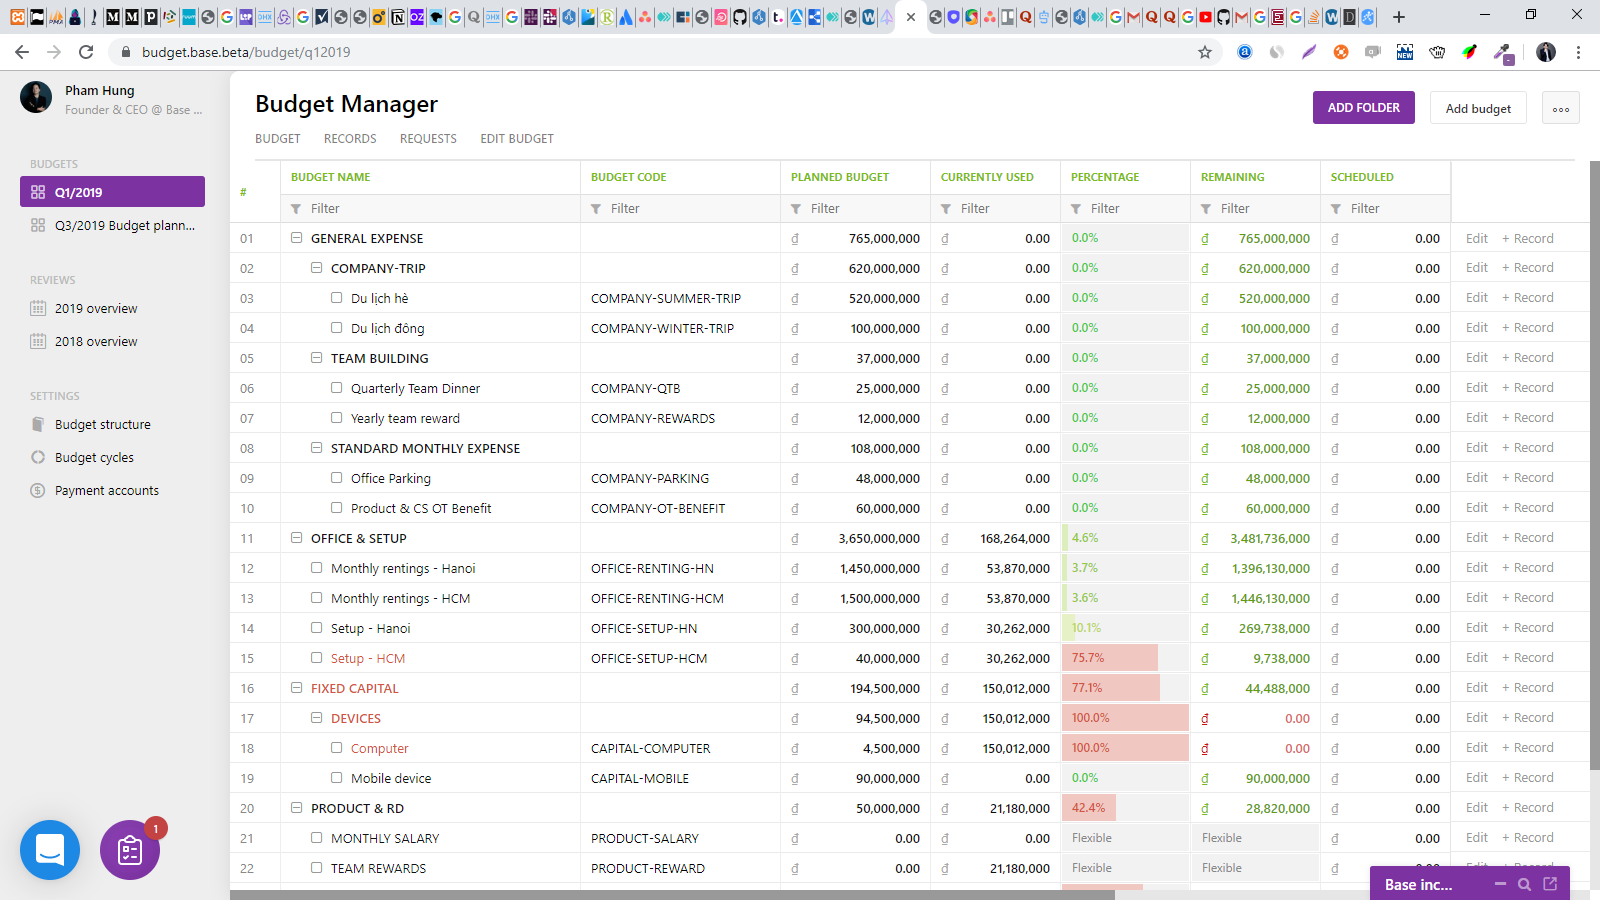 budget.base.beta/budget/q12019
NEW
Pham Hung
Founder & CEO @ Base ...
Budget Manager
ADD FOLDER
Add budget
BUDGET RECORDS REQUESTS EDIT BUDGET
BUDGETS
Q1/2019
Q3/2019 Budget plann...
REVIEWS
2019 overview
2018 overview
SETTINGS
Budget structure
Budget cycles
Payment accounts
1
# BUDGET NAME BUDGET CODE PLANNED BUDGET CURRENTLY USED PERCENTAGE REMAINING SCHEDULED
Filter Filter Filter Filter Filter Filter Filter
01 GENERAL EXPENSE đ 765,000,000 đ 0.00 0.0% đ 765,000,000 đ 0.00 Edit + Record
02 COMPANY-TRIP đ 620,000,000 đ 0.00 0.0% đ 620,000,000 đ 0.00 Edit + Record
03 Du lịch hè COMPANY-SUMMER-TRIP đ 520,000,000 đ 0.00 0.0% đ 520,000,000 đ 0.00 Edit + Record
04 Du lịch đông COMPANY-WINTER-TRIP đ 100,000,000 đ 0.00 0.0% đ 100,000,000 đ 0.00 Edit + Record
05 TEAM BUILDING đ 37,000,000 đ 0.00 0.0% đ 37,000,000 đ 0.00 Edit + Record
06 Quarterly Team Dinner COMPANY-QTB đ 25,000,000 đ 0.00 0.0% đ 25,000,000 đ 0.00 Edit + Record
07 Yearly team reward COMPANY-REWARDS đ 12,000,000 đ 0.00 0.0% đ 12,000,000 đ 0.00 Edit + Record
08 STANDARD MONTHLY EXPENSE đ 108,000,000 đ 0.00 0.0% đ 108,000,000 đ 0.00 Edit + Record
09 Office Parking COMPANY-PARKING đ 48,000,000 đ 0.00 0.0% đ 48,000,000 đ 0.00 Edit + Record
10 Product & CS OT Benefit COMPANY-OT-BENEFIT đ 60,000,000 đ 0.00 0.0% đ 60,000,000 đ 0.00 Edit + Record
11 OFFICE & SETUP đ 3,650,000,000 đ 168,264,000 4.6% đ 3,481,736,000 đ 0.00 Edit + Record
12 Monthly rentings - Hanoi OFFICE-RENTING-HN đ 1,450,000,000 đ 53,870,000 3.7% đ 1,396,130,000 đ 0.00 Edit + Record
13 Monthly rentings - HCM OFFICE-RENTING-HCM đ 1,500,000,000 đ 53,870,000 3.6% đ 1,446,130,000 đ 0.00 Edit + Record
14 Setup - Hanoi OFFICE-SETUP-HN đ 300,000,000 đ 30,262,000 10.1% đ 269,738,000 đ 0.00 Edit + Record
15 Setup - HCM OFFICE-SETUP-HCM đ 40,000,000 đ 30,262,000 75.7% đ 9,738,000 đ 0.00 Edit + Record
16 FIXED CAPITAL đ 194,500,000 đ 150,012,000 77.1% đ 44,488,000 đ 0.00 Edit + Record
17 DEVICES đ 94,500,000 đ 150,012,000 100.0% đ 0.00 đ 0.00 Edit + Record
18 Computer CAPITAL-COMPUTER đ 4,500,000 đ 150,012,000 100.0% đ 0.00 đ 0.00 Edit + Record
19 Mobile device CAPITAL-MOBILE đ 90,000,000 đ 0.00 0.0% đ 90,000,000 đ 0.00 Edit + Record
20 PRODUCT & RD đ 50,000,000 đ 21,180,000 42.4% đ 28,820,000 đ 0.00 Edit + Record
21 MONTHLY SALARY PRODUCT-SALARY đ 0.00 đ 0.00 Flexible Flexible đ 0.00 Edit + Record
22 TEAM REWARDS PRODUCT-REWARD đ 0.00 đ 21,180,000 Flexible Flexible đ
Base inc...